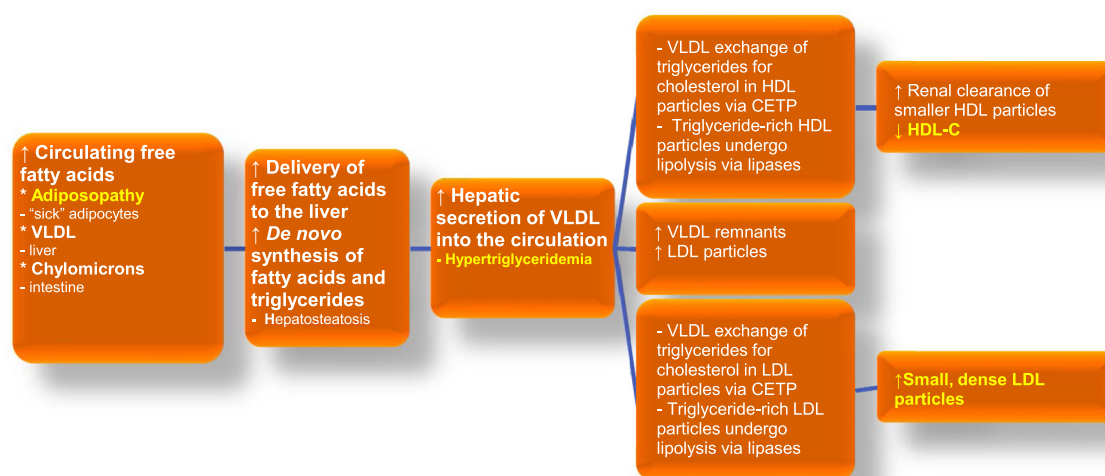 ↑ Circulating free
fatty acids
* Adiposopathy
- “sick” adipocytes
* VLDL
- liver
* Chylomicrons
- intestine
↑ Delivery of
free fatty acids
to the liver
↑ De novo
synthesis of
fatty acids and
triglycerides
- Hepatosteatosis
↑ Hepatic
secretion of VLDL
into the circulation
- Hypertriglyceridemia
- VLDL exchange of
triglycerides for
cholesterol in HDL
particles via CETP
- Triglyceride-rich HDL
particles undergo
lipolysis via lipases
↑ Renal clearance of
smaller HDL particles
↓ HDL-C
↑ VLDL remnants
↑ LDL particles
- VLDL exchange of
triglycerides for
cholesterol in LDL
particles via CETP
- Triglyceride-rich LDL
particles undergo
lipolysis via lipases
↑Small, dense LDL
particles